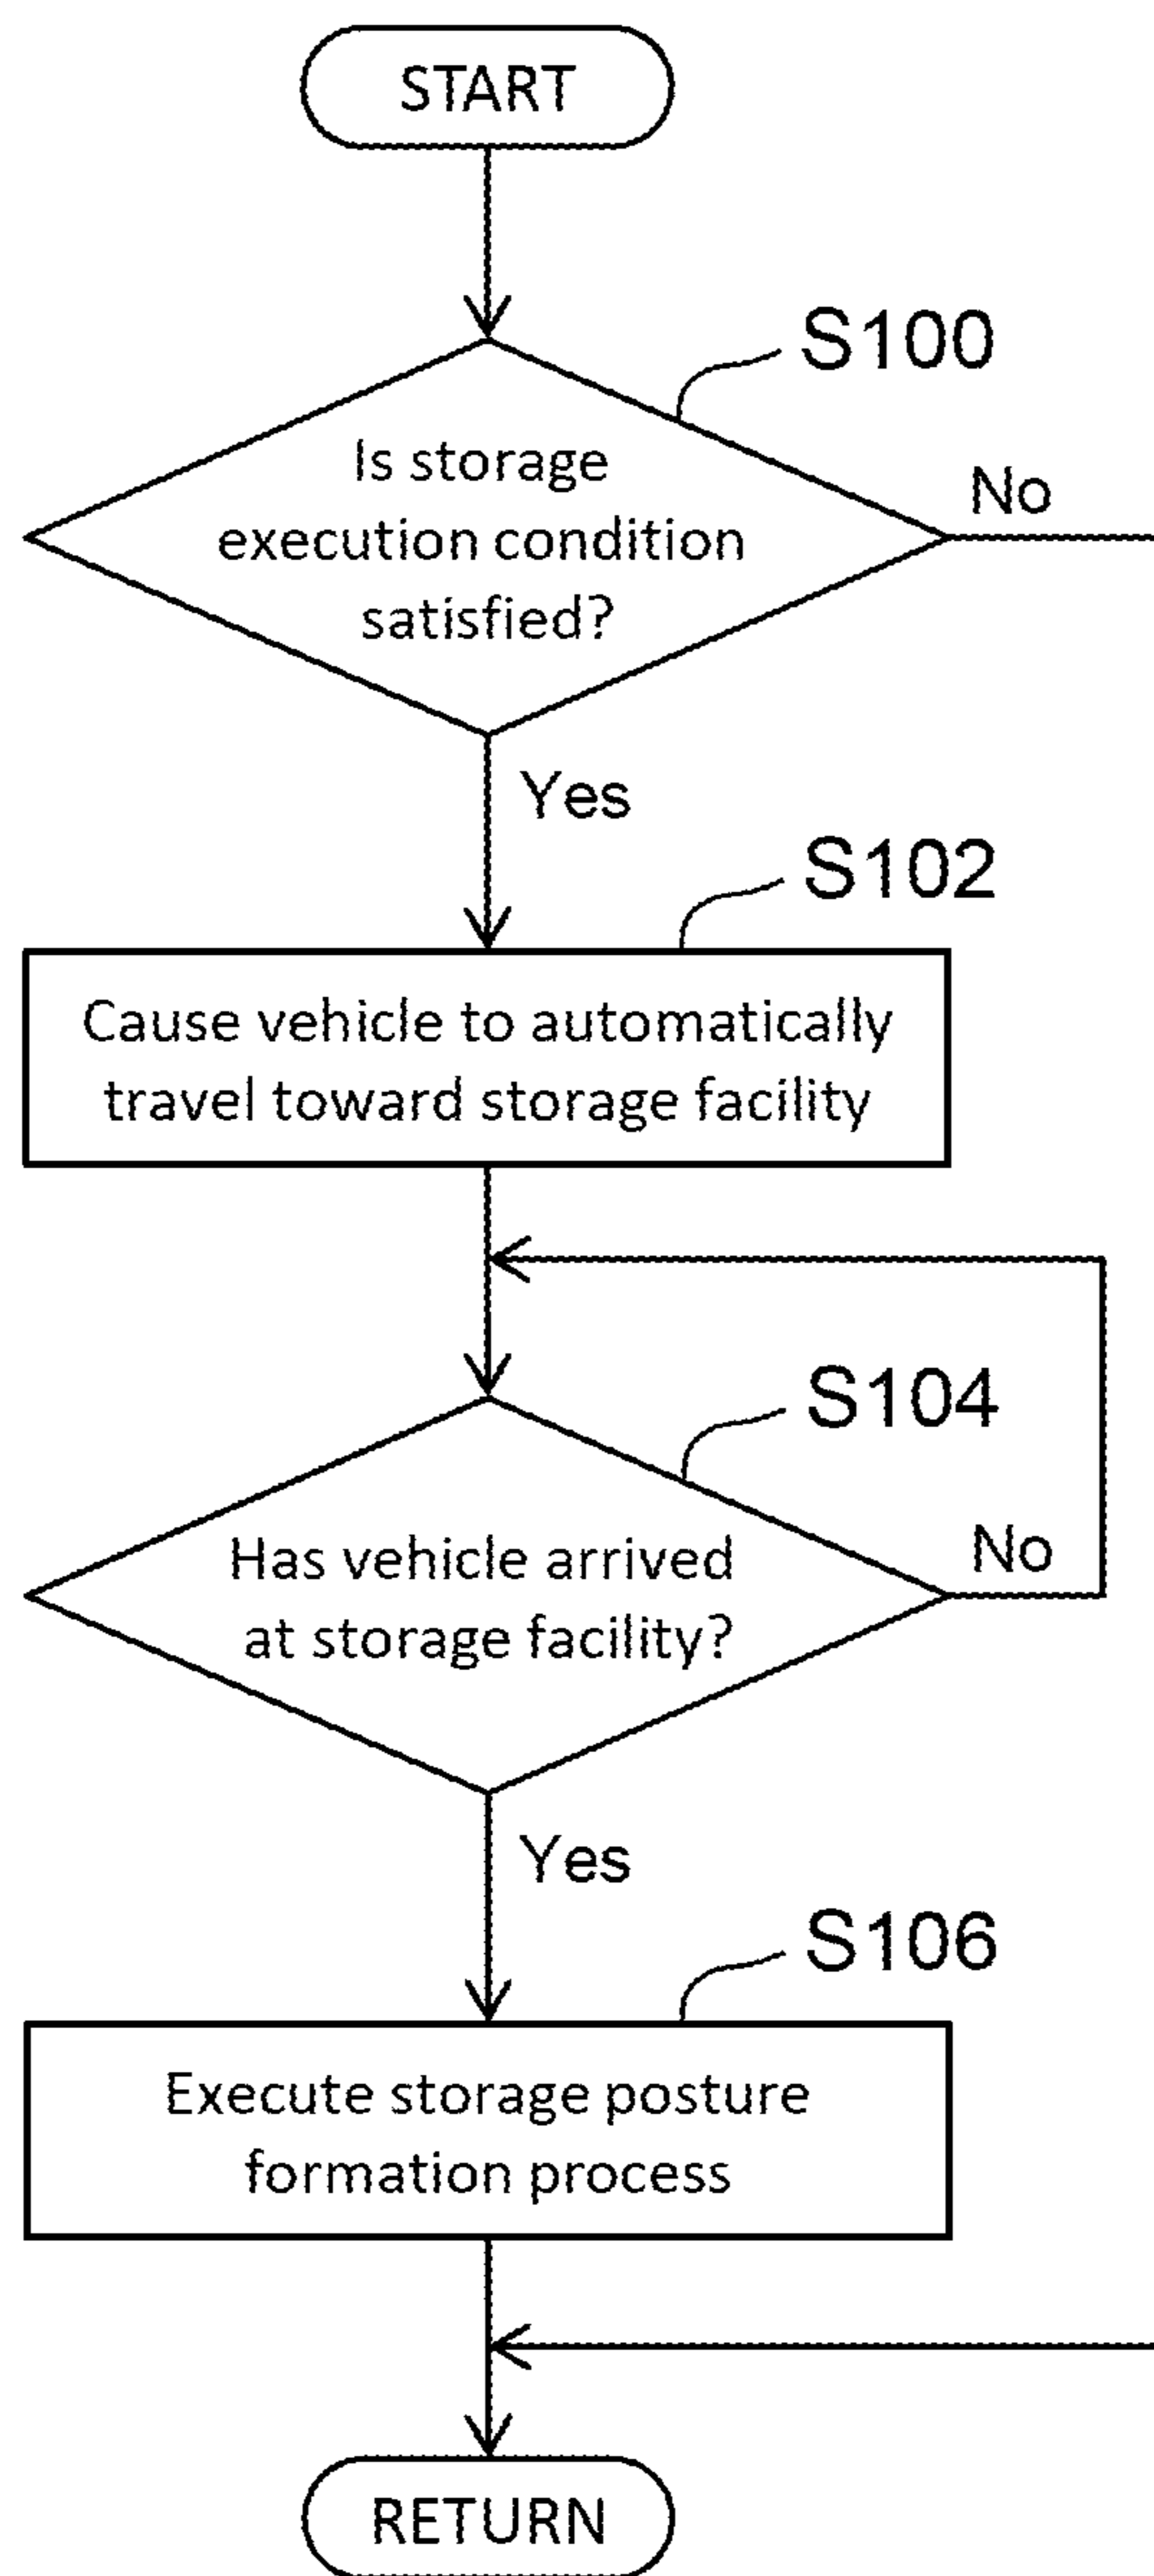 START
S100
Is storage
execution condition
satisfied?
No
Yes
S102
Cause vehicle to automatically
travel toward storage facility
S104
Has vehicle arrived
at storage facility?
No
Yes
S106
Execute storage posture
formation process
RETURN